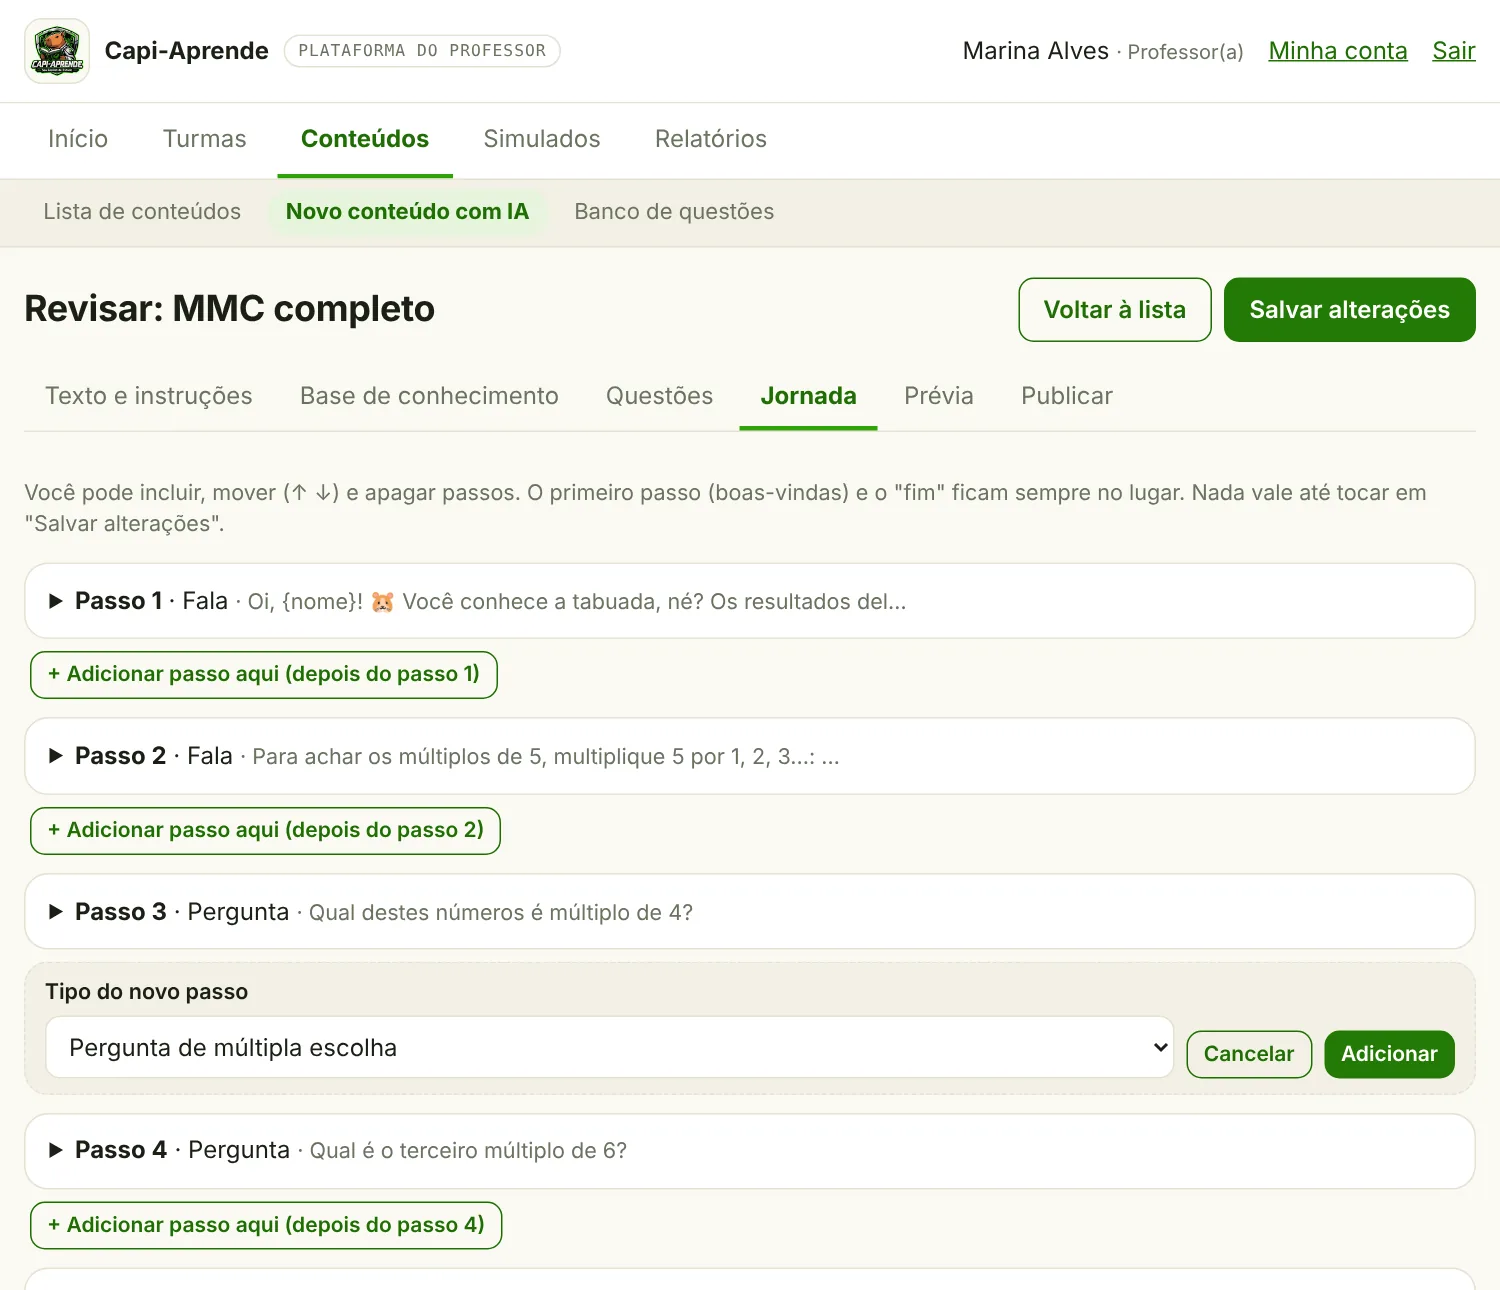 CAPI-APRENDE
Capi-Aprende
PLATAFORMA DO PROFESSOR
Marina Alves · Professor(a)
Minha conta
Sair
Início
Turmas
Conteúdos
Simulados
Relatórios
Lista de conteúdos
Novo conteúdo com IA
Banco de questões
Revisar: MMC completo
Voltar à lista
Salvar alterações
Texto e instruções
Base de conhecimento
Questões
Jornada
Prévia
Publicar
Você pode incluir, mover (↑ ↓) e apagar passos. O primeiro passo (boas-vindas) e o "fim" ficam sempre no lugar. Nada vale até tocar em
"Salvar alterações".
▶ Passo 1 · Fala · Oi, {nome}! 🐹 Você conhece a tabuada, né? Os resultados del...
+ Adicionar passo aqui (depois do passo 1)
▶ Passo 2 · Fala · Para achar os múltiplos de 5, multiplique 5 por 1, 2, 3...: ...
+ Adicionar passo aqui (depois do passo 2)
▶ Passo 3 · Pergunta · Qual destes números é múltiplo de 4?
Tipo do novo passo
Pergunta de múltipla escolha
Cancelar
Adicionar
▶ Passo 4 · Pergunta · Qual é o terceiro múltiplo de 6?
+ Adicionar passo aqui (depois do passo 4)